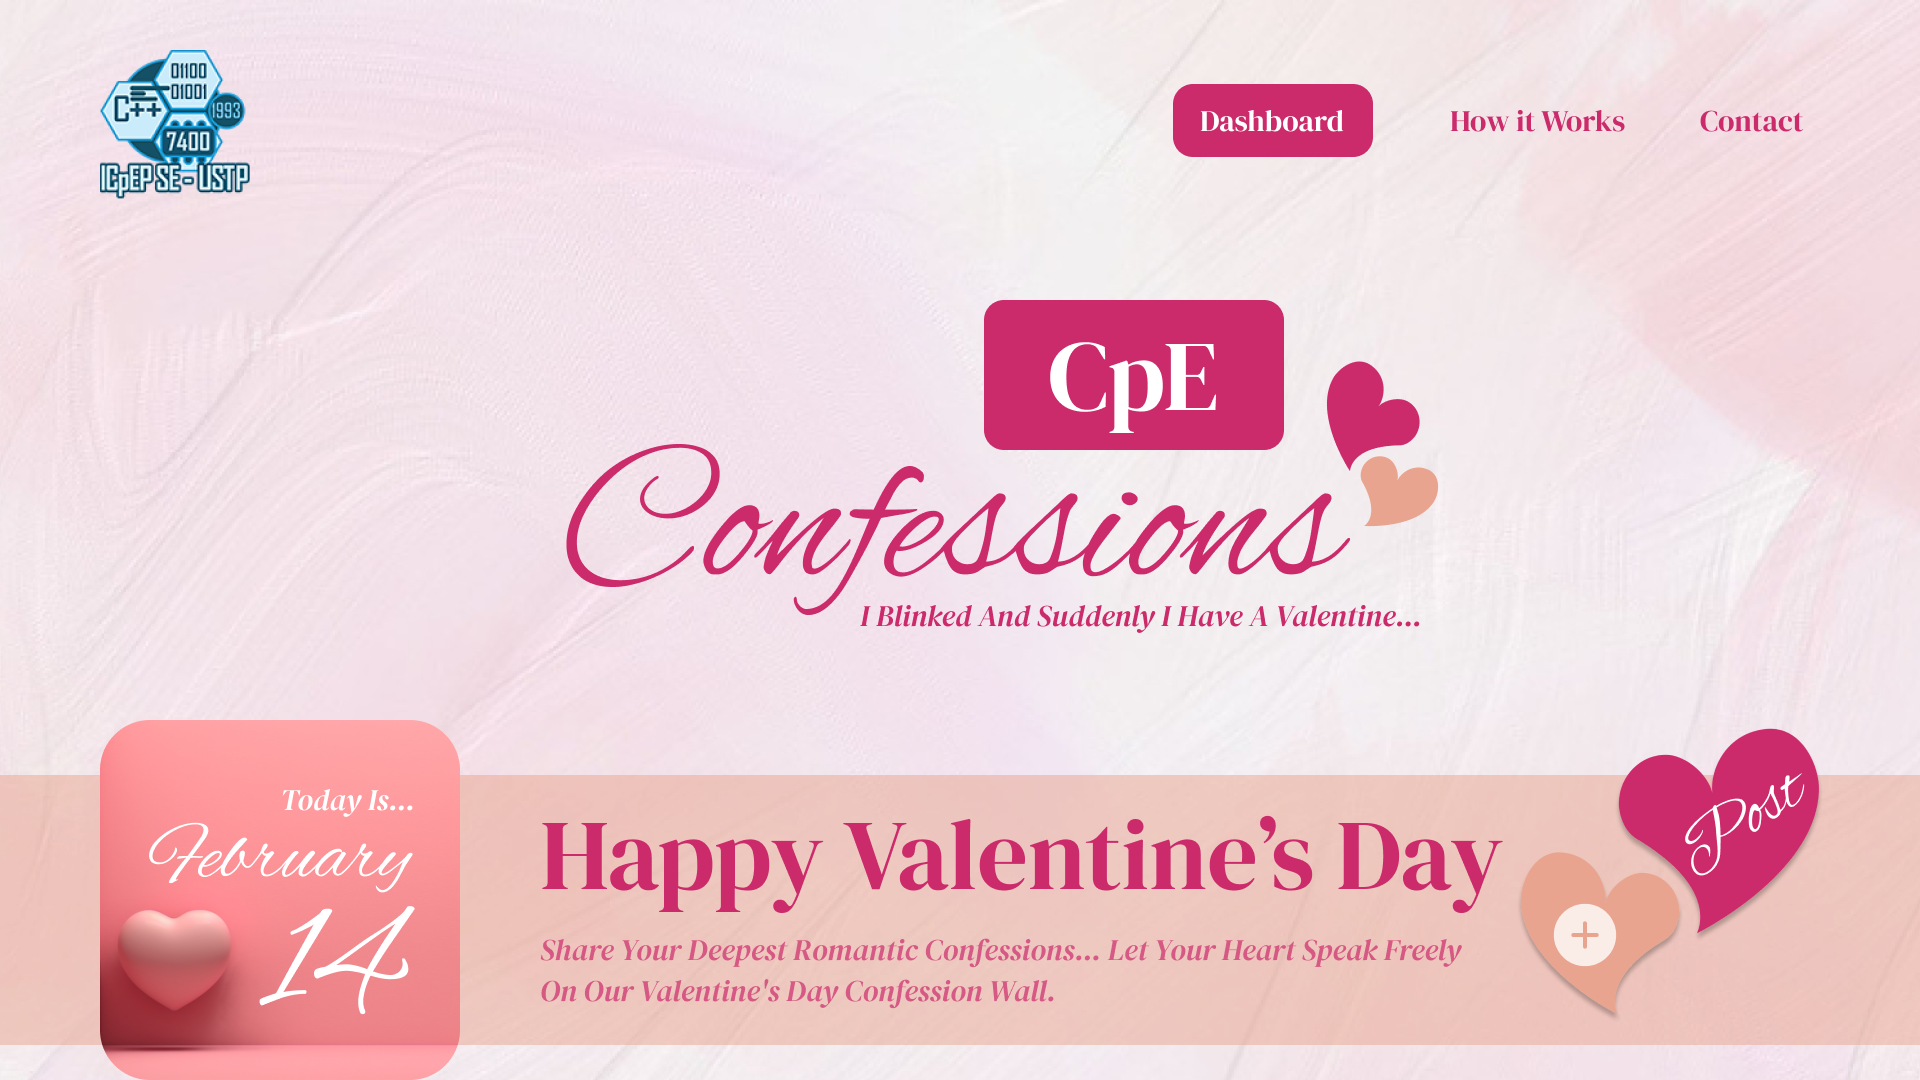 01100
01001
C++
1993
7400
ICpEP SE - USTP
Dashboard
How it Works
Contact
CpE
Confessions
I Blinked And Suddenly I Have A Valentine...
Today Is...
February
14
Happy Valentine’s Day
Share Your Deepest Romantic Confessions... Let Your Heart Speak Freely
On Our Valentine's Day Confession Wall.
Post
+